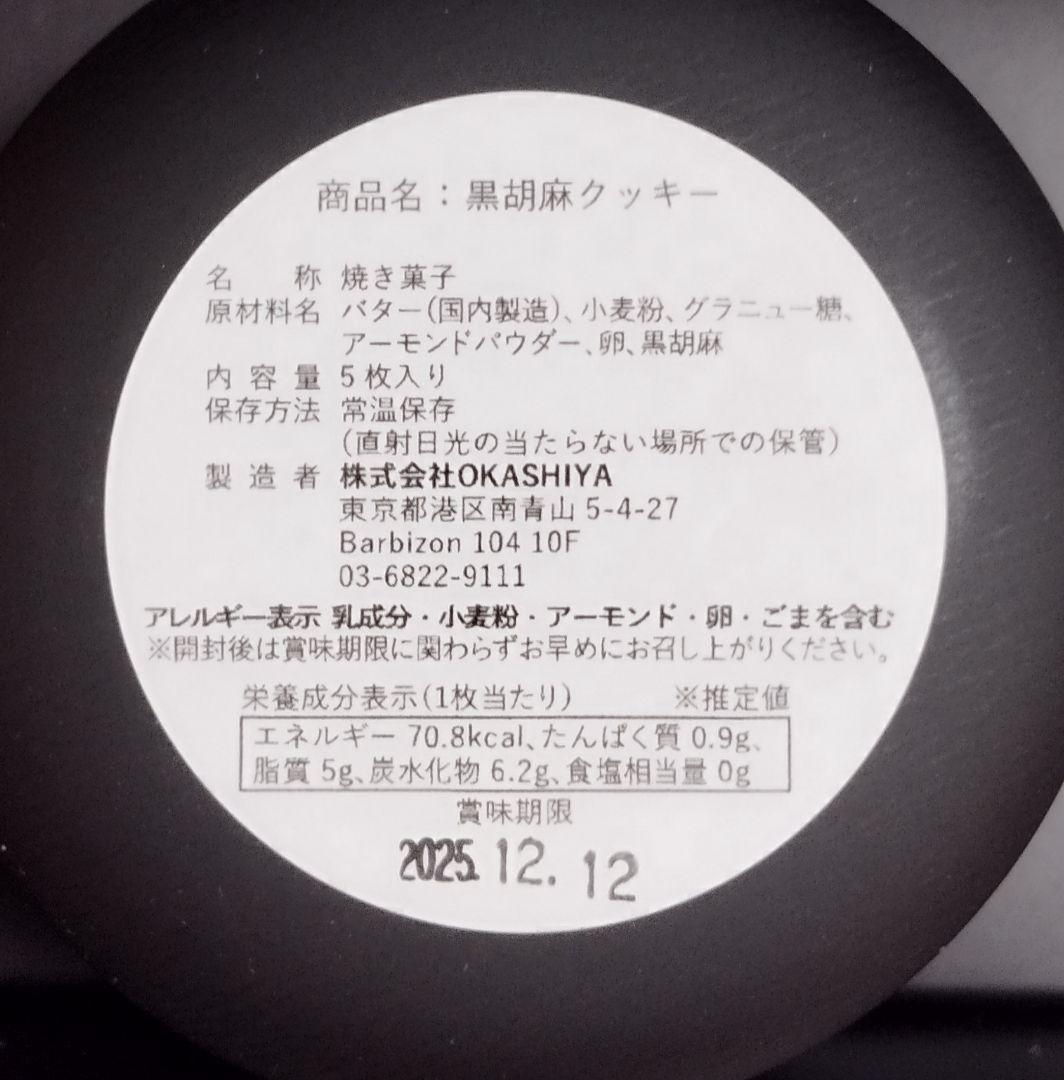 商品名：黒胡麻クッキー
名称 焼き菓子
原材料名 バター(国内製造)、小麦粉、グラニュー糖、
アーモンドパウダー、卵、黒胡麻
内容量 5枚入り
保存方法 常温保存
(直射日光の当たらない場所での保管)
製造者 株式会社OKASHIYA
東京都港区南青山 5-4-27
Barbizon 104 10F
03-6822-9111
アレルギー表示 乳成分・小麦粉・アーモンド・卵・ごまを含む
※開封後は賞味期限に関わらずお早めにお召し上がりください。
栄養成分表示(1枚当たり) ※推定値
エネルギー 70.8kcal、たんぱく質 0.9g、
脂質 5g、炭水化物 6.2g、食塩相当量 0g
賞味期限
2025. 12. 12